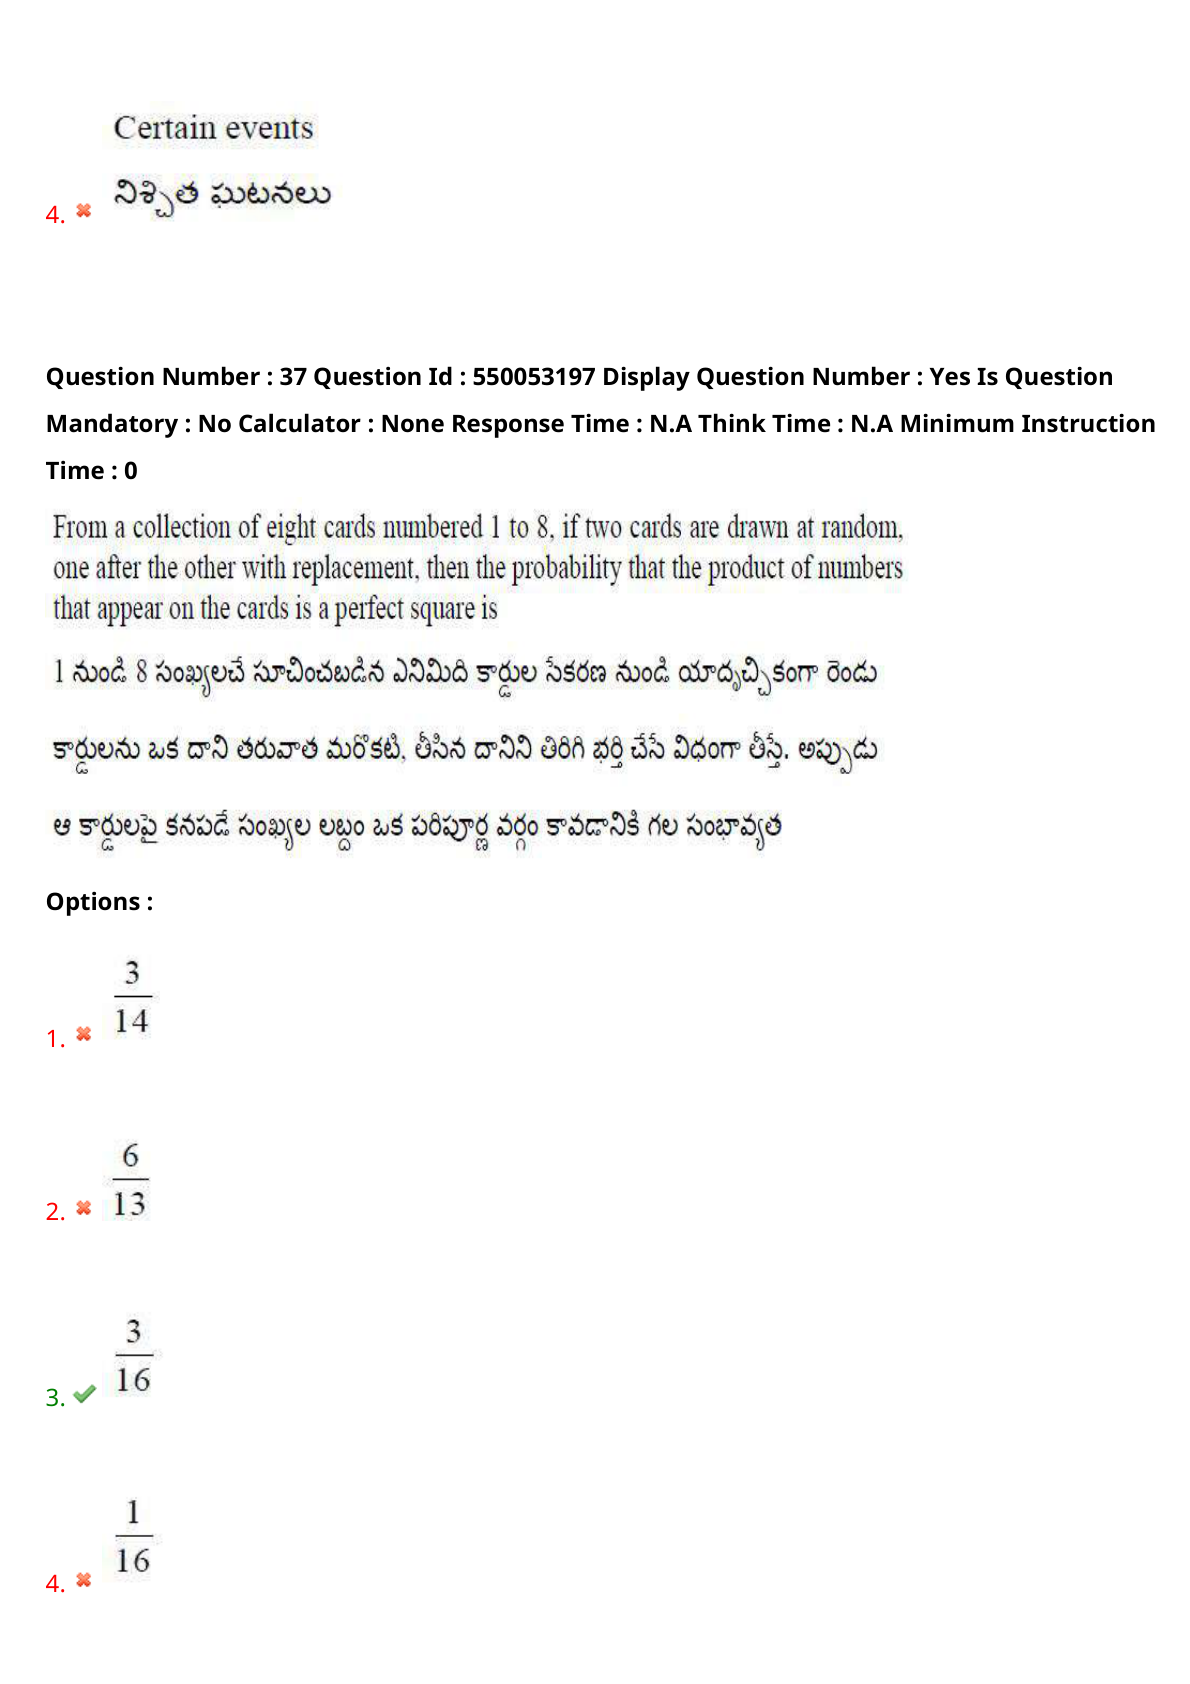 Certain events
నిశ్చిత ఘటనలు
4.
Question Number : 37 Question Id : 550053197 Display Question Number : Yes Is Question
Mandatory : No Calculator : None Response Time : N.A Think Time : N.A Minimum Instruction
Time : 0
From a collection of eight cards numbered 1 to 8, if two cards are drawn at random,
one after the other with replacement, then the probability that the product of numbers
that appear on the cards is a perfect square is
1 నుండి 8 సంఖ్యలచే సూచించబడిన ఎనిమిది కార్డుల సేకరణ నుండి యాదృచ్చికంగా రెండు
కార్డులను ఒక దాని తరువాత మరొకటి, తీసిన దానిని తిరిగి భర్తి చేసే విధంగా తీస్తే. అప్పుడు
ఆ కార్డులపై కనపడే సంఖ్యల లబ్దం ఒక పరిపూర్ణ వర్గం కావడానికి గల సంభావ్యత
Options :
3
14
1.
6
13
2.
3
16
3.
1
16
4.